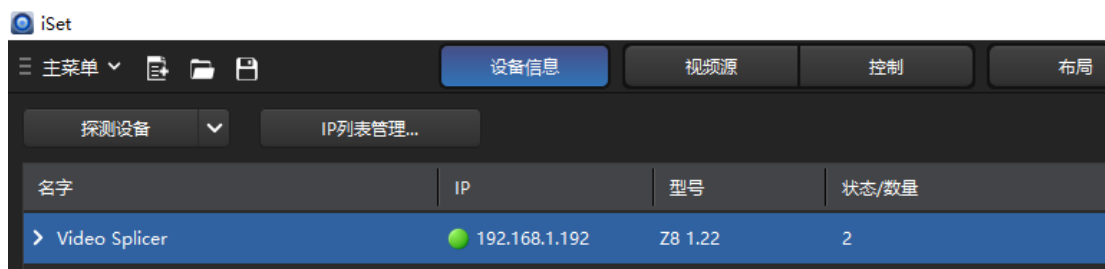 iSet
主菜单 设备信息 视频源 控制 布局
探测设备 IP列表管理...
名字 IP 型号 状态/数量
Video Splicer 192.168.1.192 Z8 1.22 2